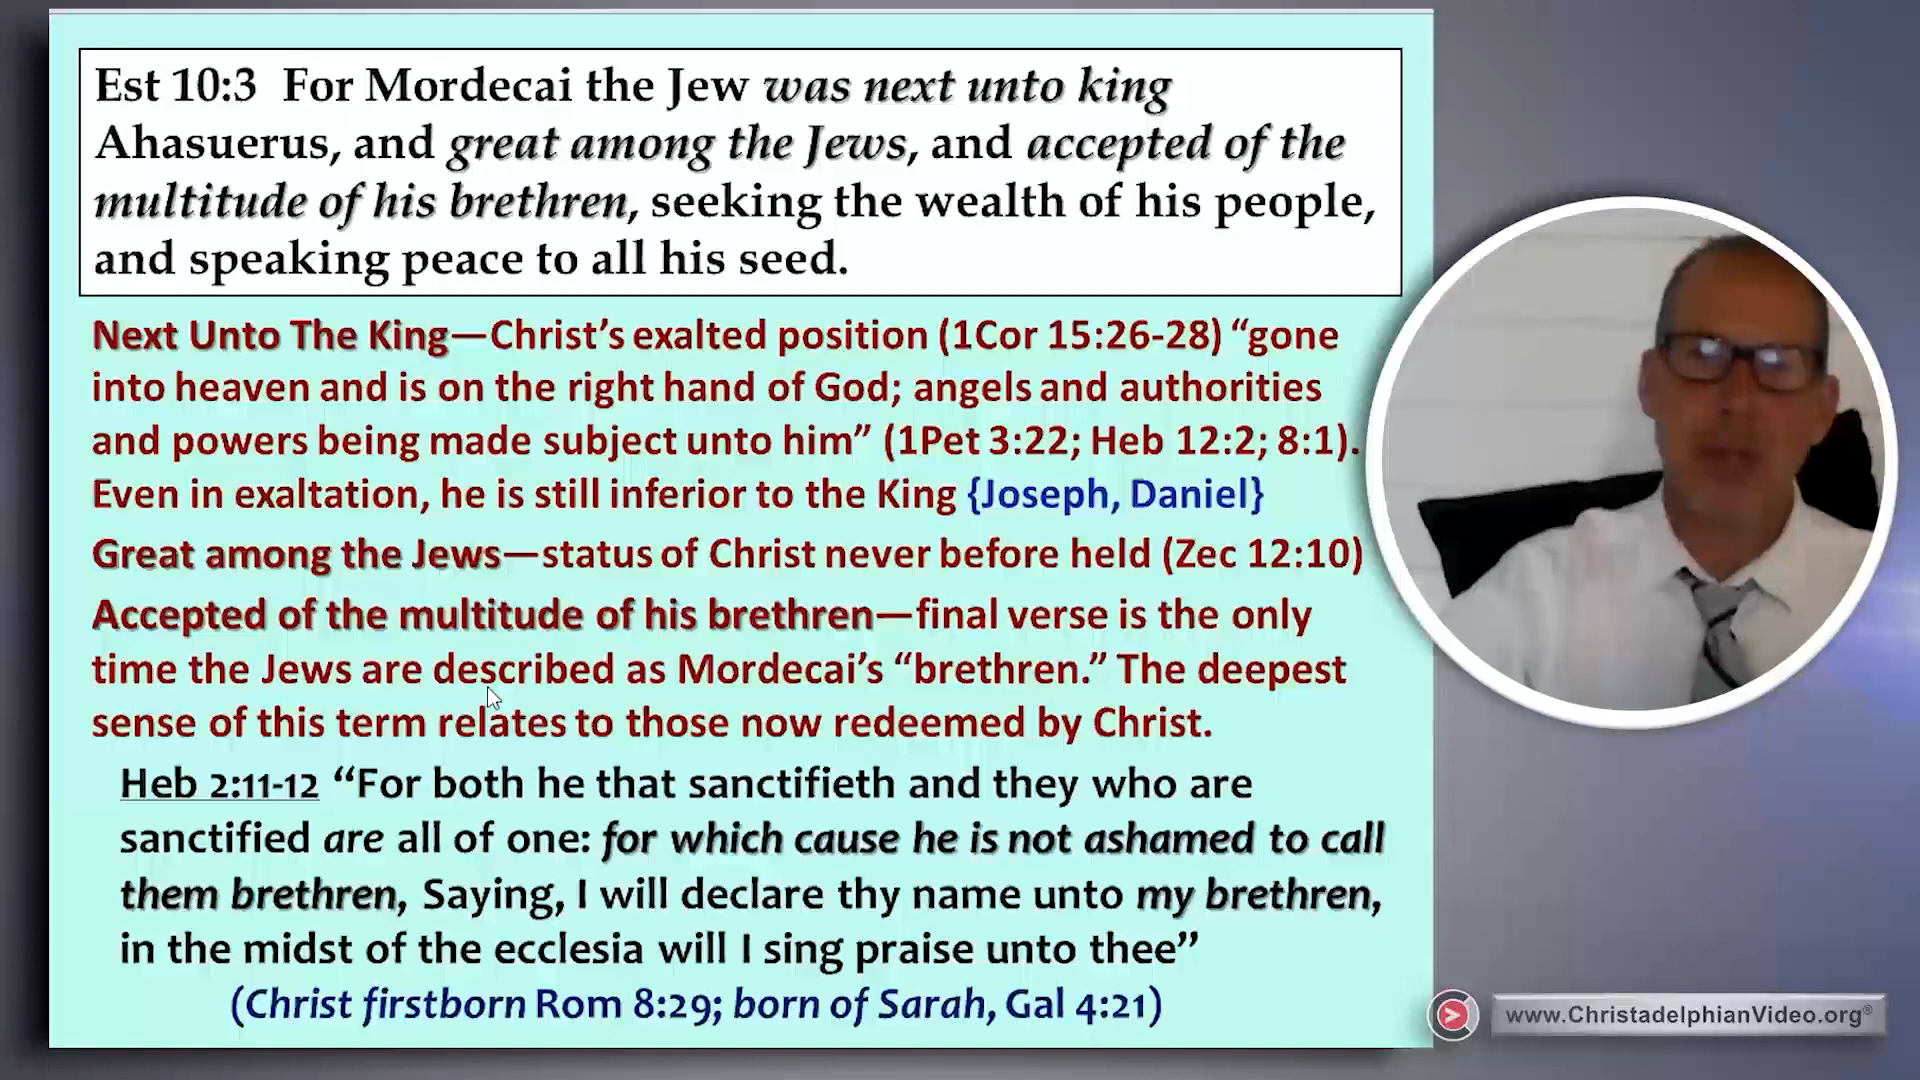 Est 10:3 For Mordecai the Jew was next unto king
Ahasuerus, and great among the Jews, and accepted of the
multitude of his brethren, seeking the wealth of his people,
and speaking peace to all his seed.
Next Unto The King—Christ’s exalted position (1Cor 15:26-28) “gone
into heaven and is on the right hand of God; angels and authorities
and powers being made subject unto him” (1Pet 3:22; Heb 12:2; 8:1).
Even in exaltation, he is still inferior to the King {Joseph, Daniel}
Great among the Jews—status of Christ never before held (Zec 12:10)
Accepted of the multitude of his brethren—final verse is the only
time the Jews are described as Mordecai’s “brethren.” The deepest
sense of this term relates to those now redeemed by Christ.
Heb 2:11-12 “For both he that sanctifieth and they who are
sanctified are all of one: for which cause he is not ashamed to call
them brethren, Saying, I will declare thy name unto my brethren,
in the midst of the ecclesia will I sing praise unto thee”
(Christ firstborn Rom 8:29; born of Sarah, Gal 4:21)
www.ChristadelphianVideo.org®